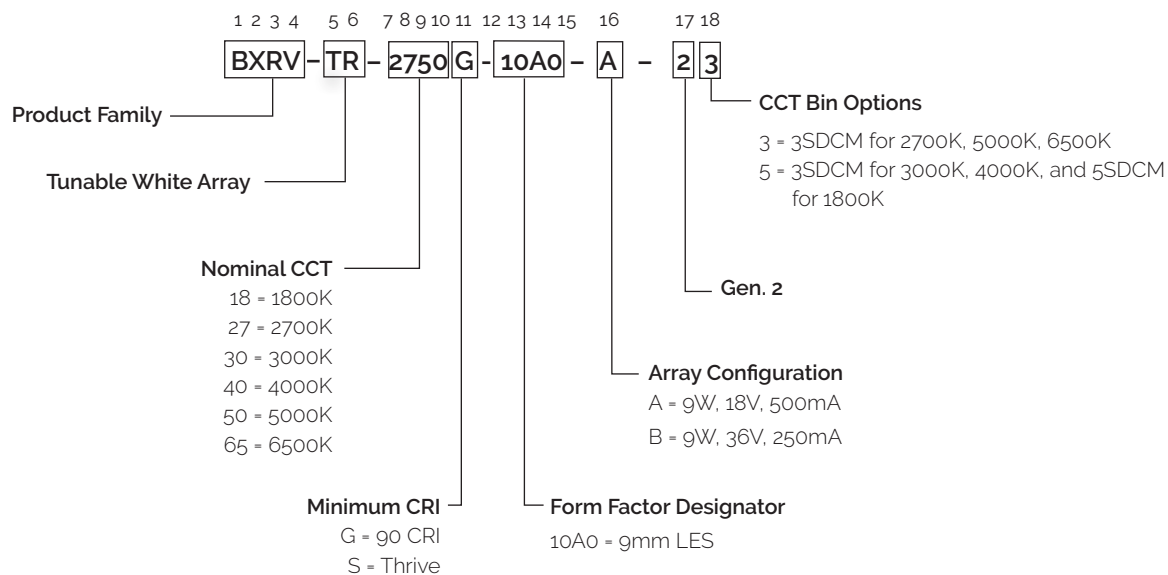 1 2 3 4 5 6 7 8 9 10 11 12 13 14 15 16 17 18
BXRV – TR – 2750 G - 10A0 – A – 2 3
Product Family
Tunable White Array
Nominal CCT
18 = 1800K
27 = 2700K
30 = 3000K
40 = 4000K
50 = 5000K
65 = 6500K
Minimum CRI
G = 90 CRI
S = Thrive
Form Factor Designator
10A0 = 9mm LES
Array Configuration
A = 9W, 18V, 500mA
B = 9W, 36V, 250mA
Gen. 2
CCT Bin Options
3 = 3SDCM for 2700K, 5000K, 6500K
5 = 3SDCM for 3000K, 4000K, and 5SDCM
for 1800K